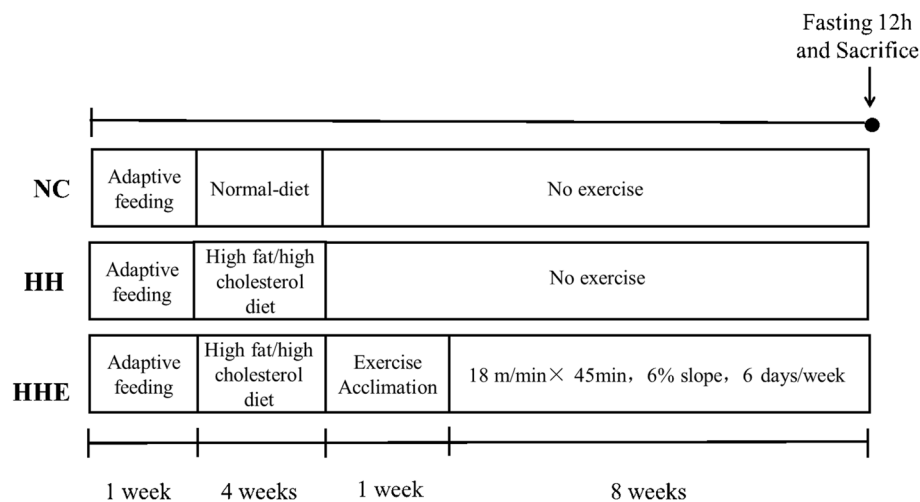 Fasting 12h
and Sacrifice
NC
Adaptive
feeding
Normal-diet
No exercise
HH
Adaptive
feeding
High fat/high
cholesterol
diet
No exercise
HHE
Adaptive
feeding
High fat/high
cholesterol
diet
Exercise
Acclimation
18 m/min× 45min, 6% slope, 6 days/week
1 week
4 weeks
1 week
8 weeks